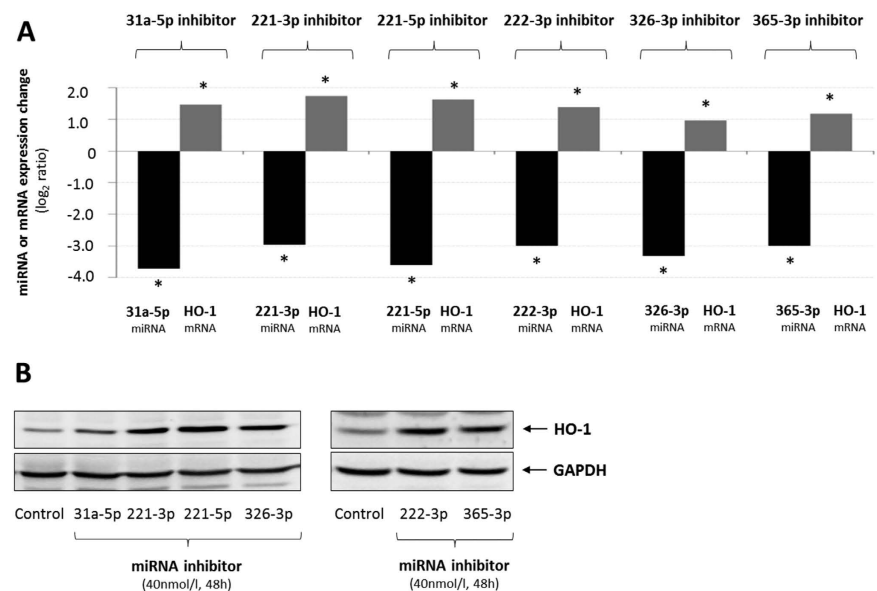 A
31a-5p inhibitor 221-3p inhibitor 221-5p inhibitor 222-3p inhibitor 326-3p inhibitor 365-3p inhibitor
miRNA or mRNA expression change
(log2 ratio)
2.0
1.0
0
-1.0
-2.0
-3.0
-4.0
* * * * * *
* * * * * *
31a-5p HO-1 221-3p HO-1 221-5p HO-1 222-3p HO-1 326-3p HO-1 365-3p HO-1
miRNA mRNA miRNA mRNA miRNA mRNA miRNA mRNA miRNA mRNA miRNA mRNA
B
HO-1
GAPDH
Control 31a-5p 221-3p 221-5p 326-3p Control 222-3p 365-3p
miRNA inhibitor miRNA inhibitor
(40nmol/l, 48h) (40nmol/l, 48h)